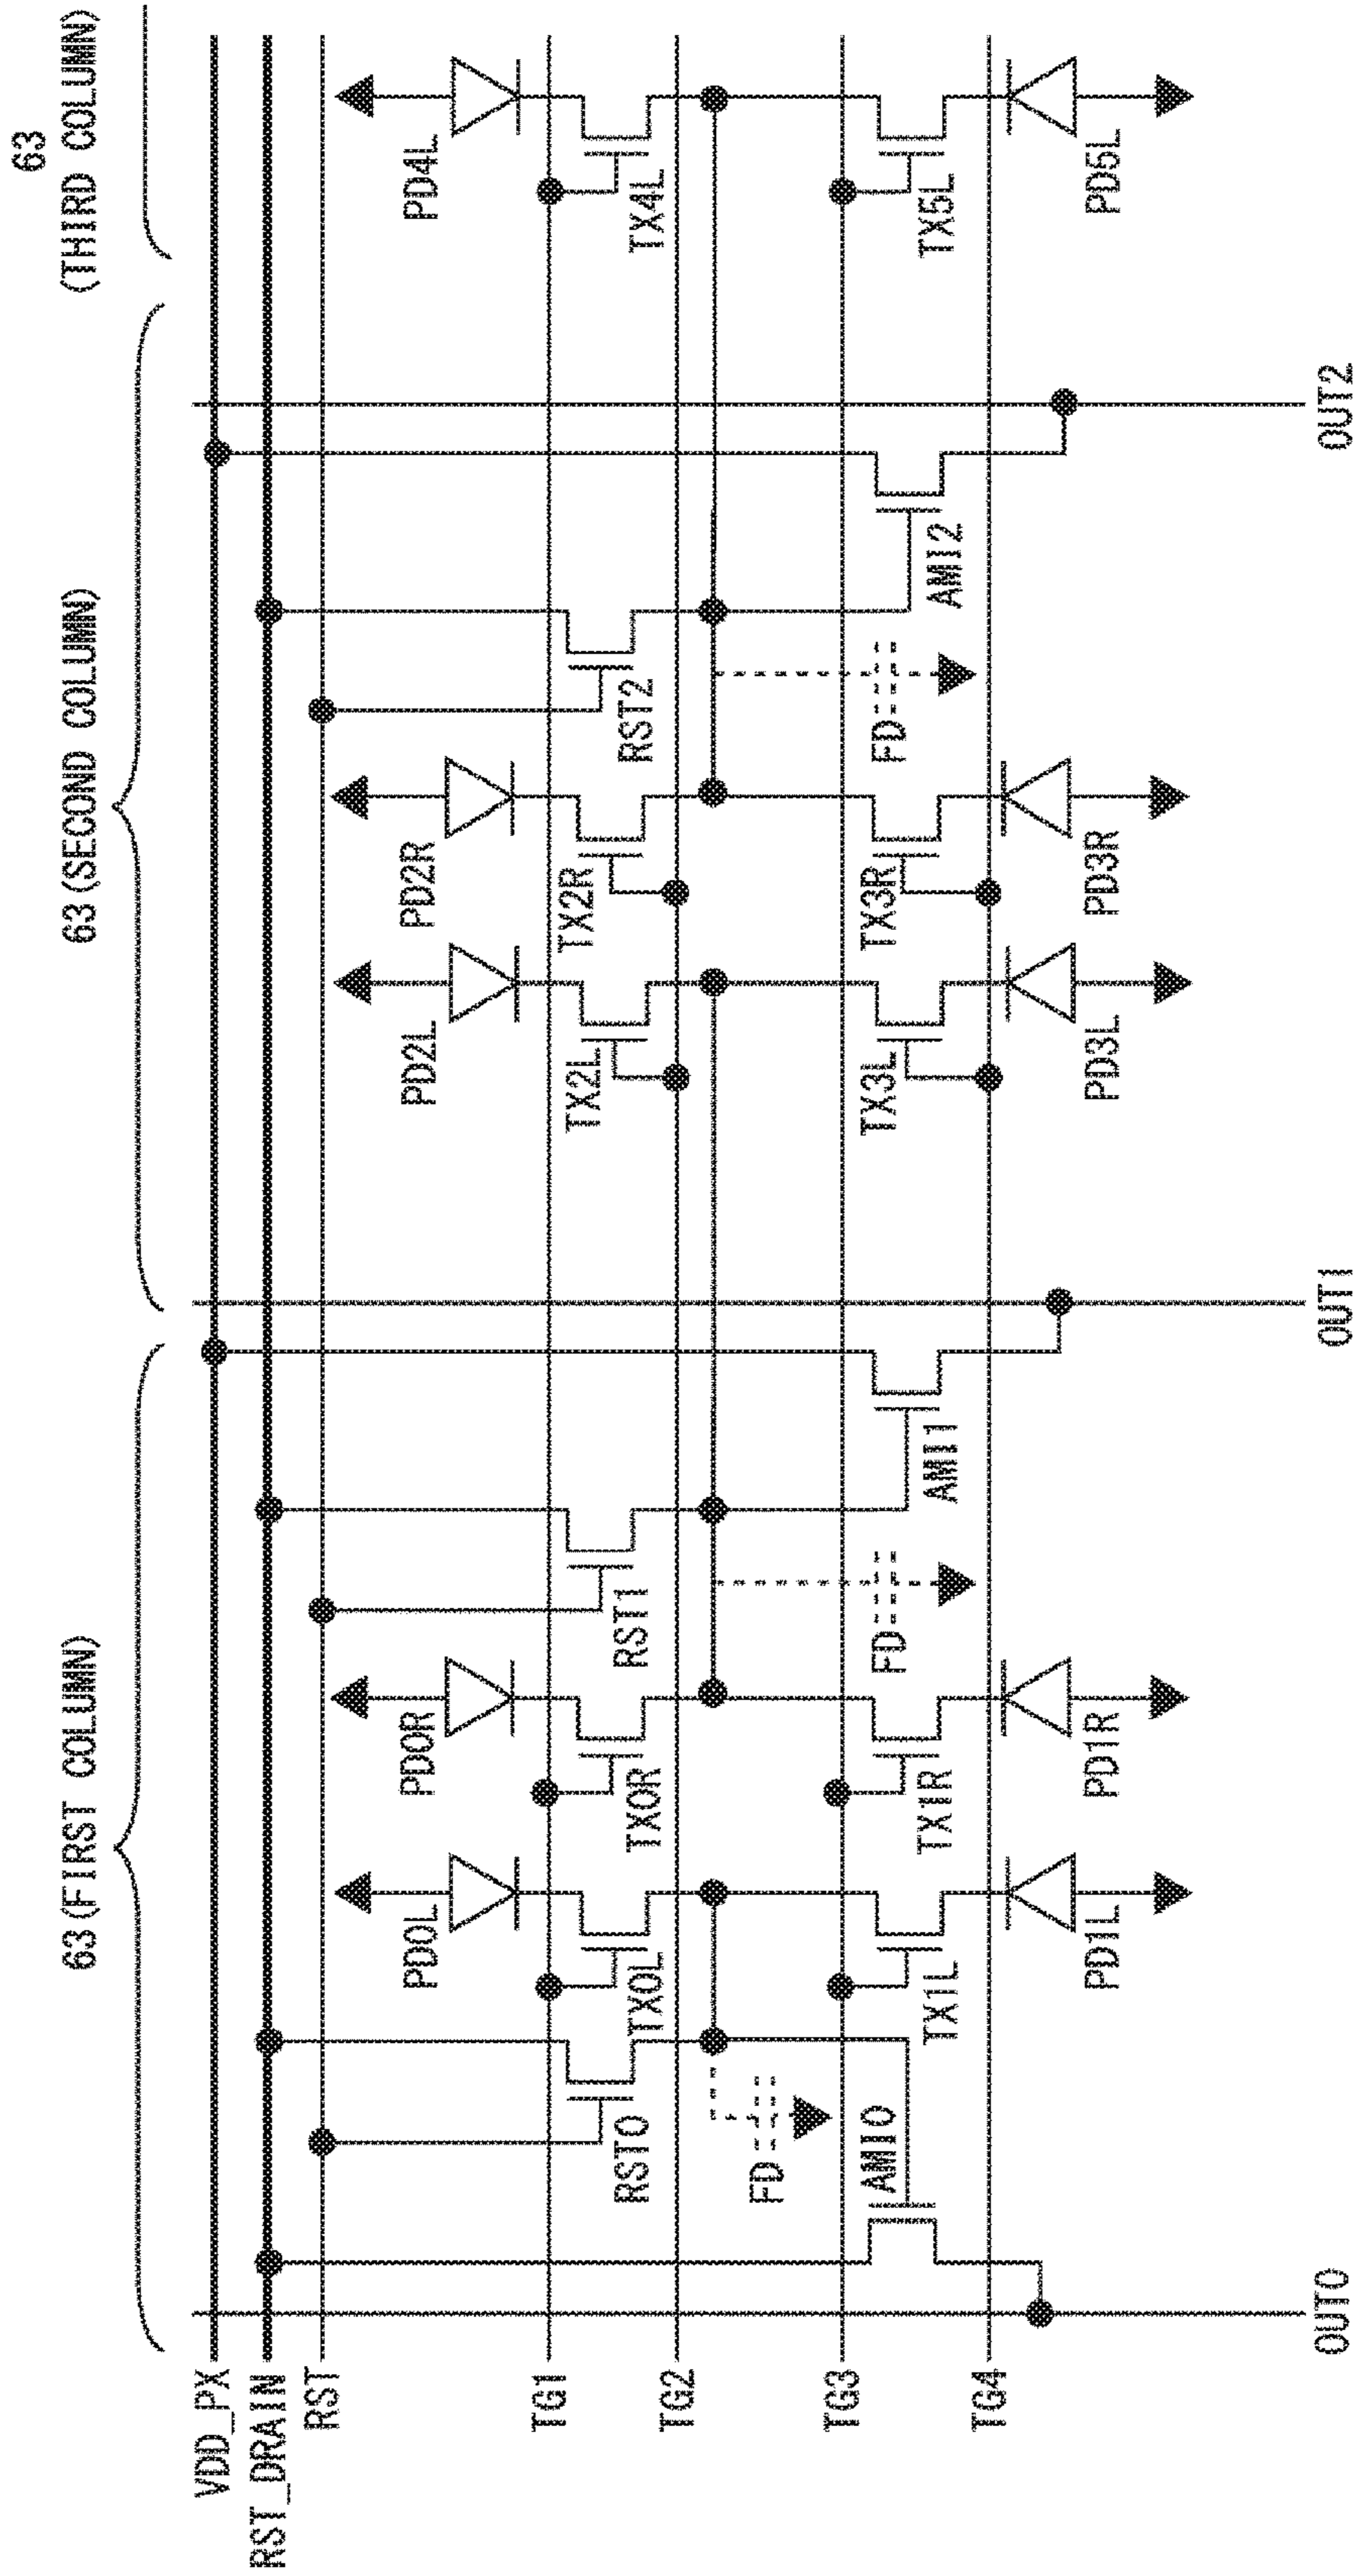 63 (FIRST COLUMN)
63 (SECOND COLUMN)
63
(THIRD COLUMN)
VDD_PX
RST_DRAIN
RST
PD0L
PD0R
PD2L
PD2R
PD4L
TG1
RST0
TX0L
TX0R
RST1
TX2L
TX2R
RST2
TX4L
TG2
FD
FD
FD
TG3
AMI0
TX1L
TX1R
AMI1
TX3L
TX3R
AMI2
TX5L
TG4
PD1L
PD1R
PD3L
PD3R
PD5L
OUT0
OUT1
OUT2